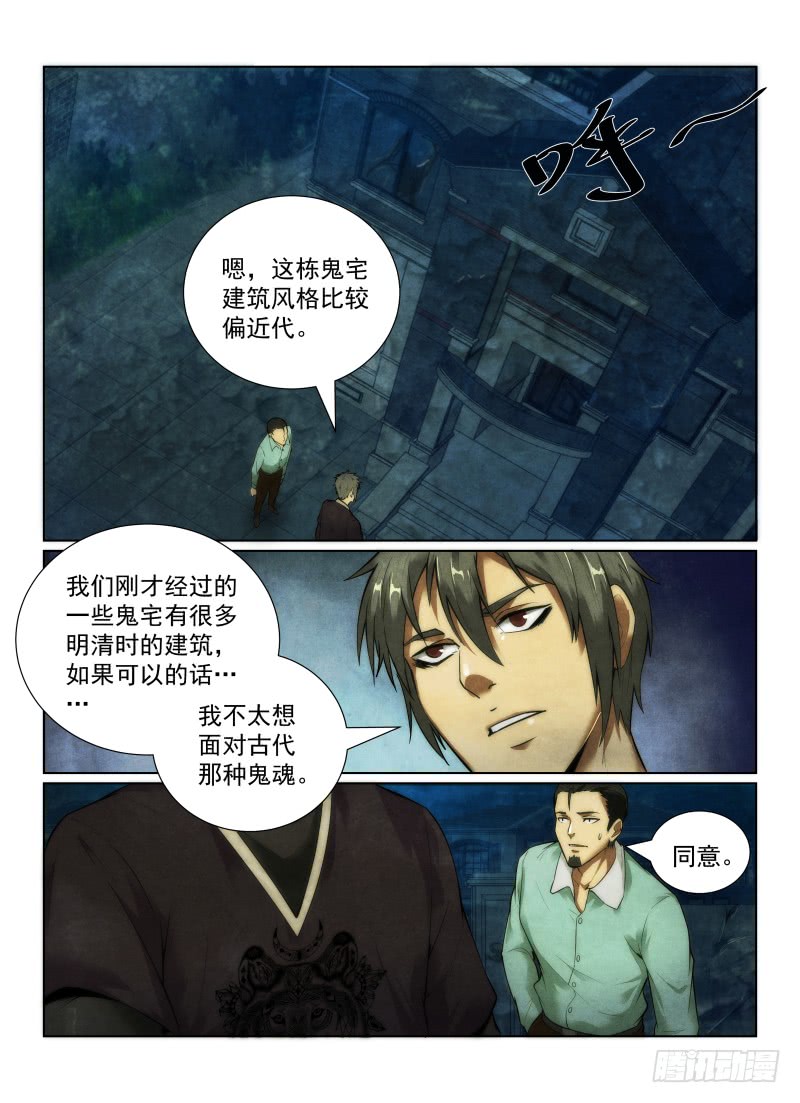 呼～
嗯，这栋鬼宅
建筑风格比较
偏近代。
我们刚才经过的
一些鬼宅有很多
明清时的建筑，
如果可以的话⋯
⋯
我不太想
面对古代
那种鬼魂。
同意。
腾讯动漫